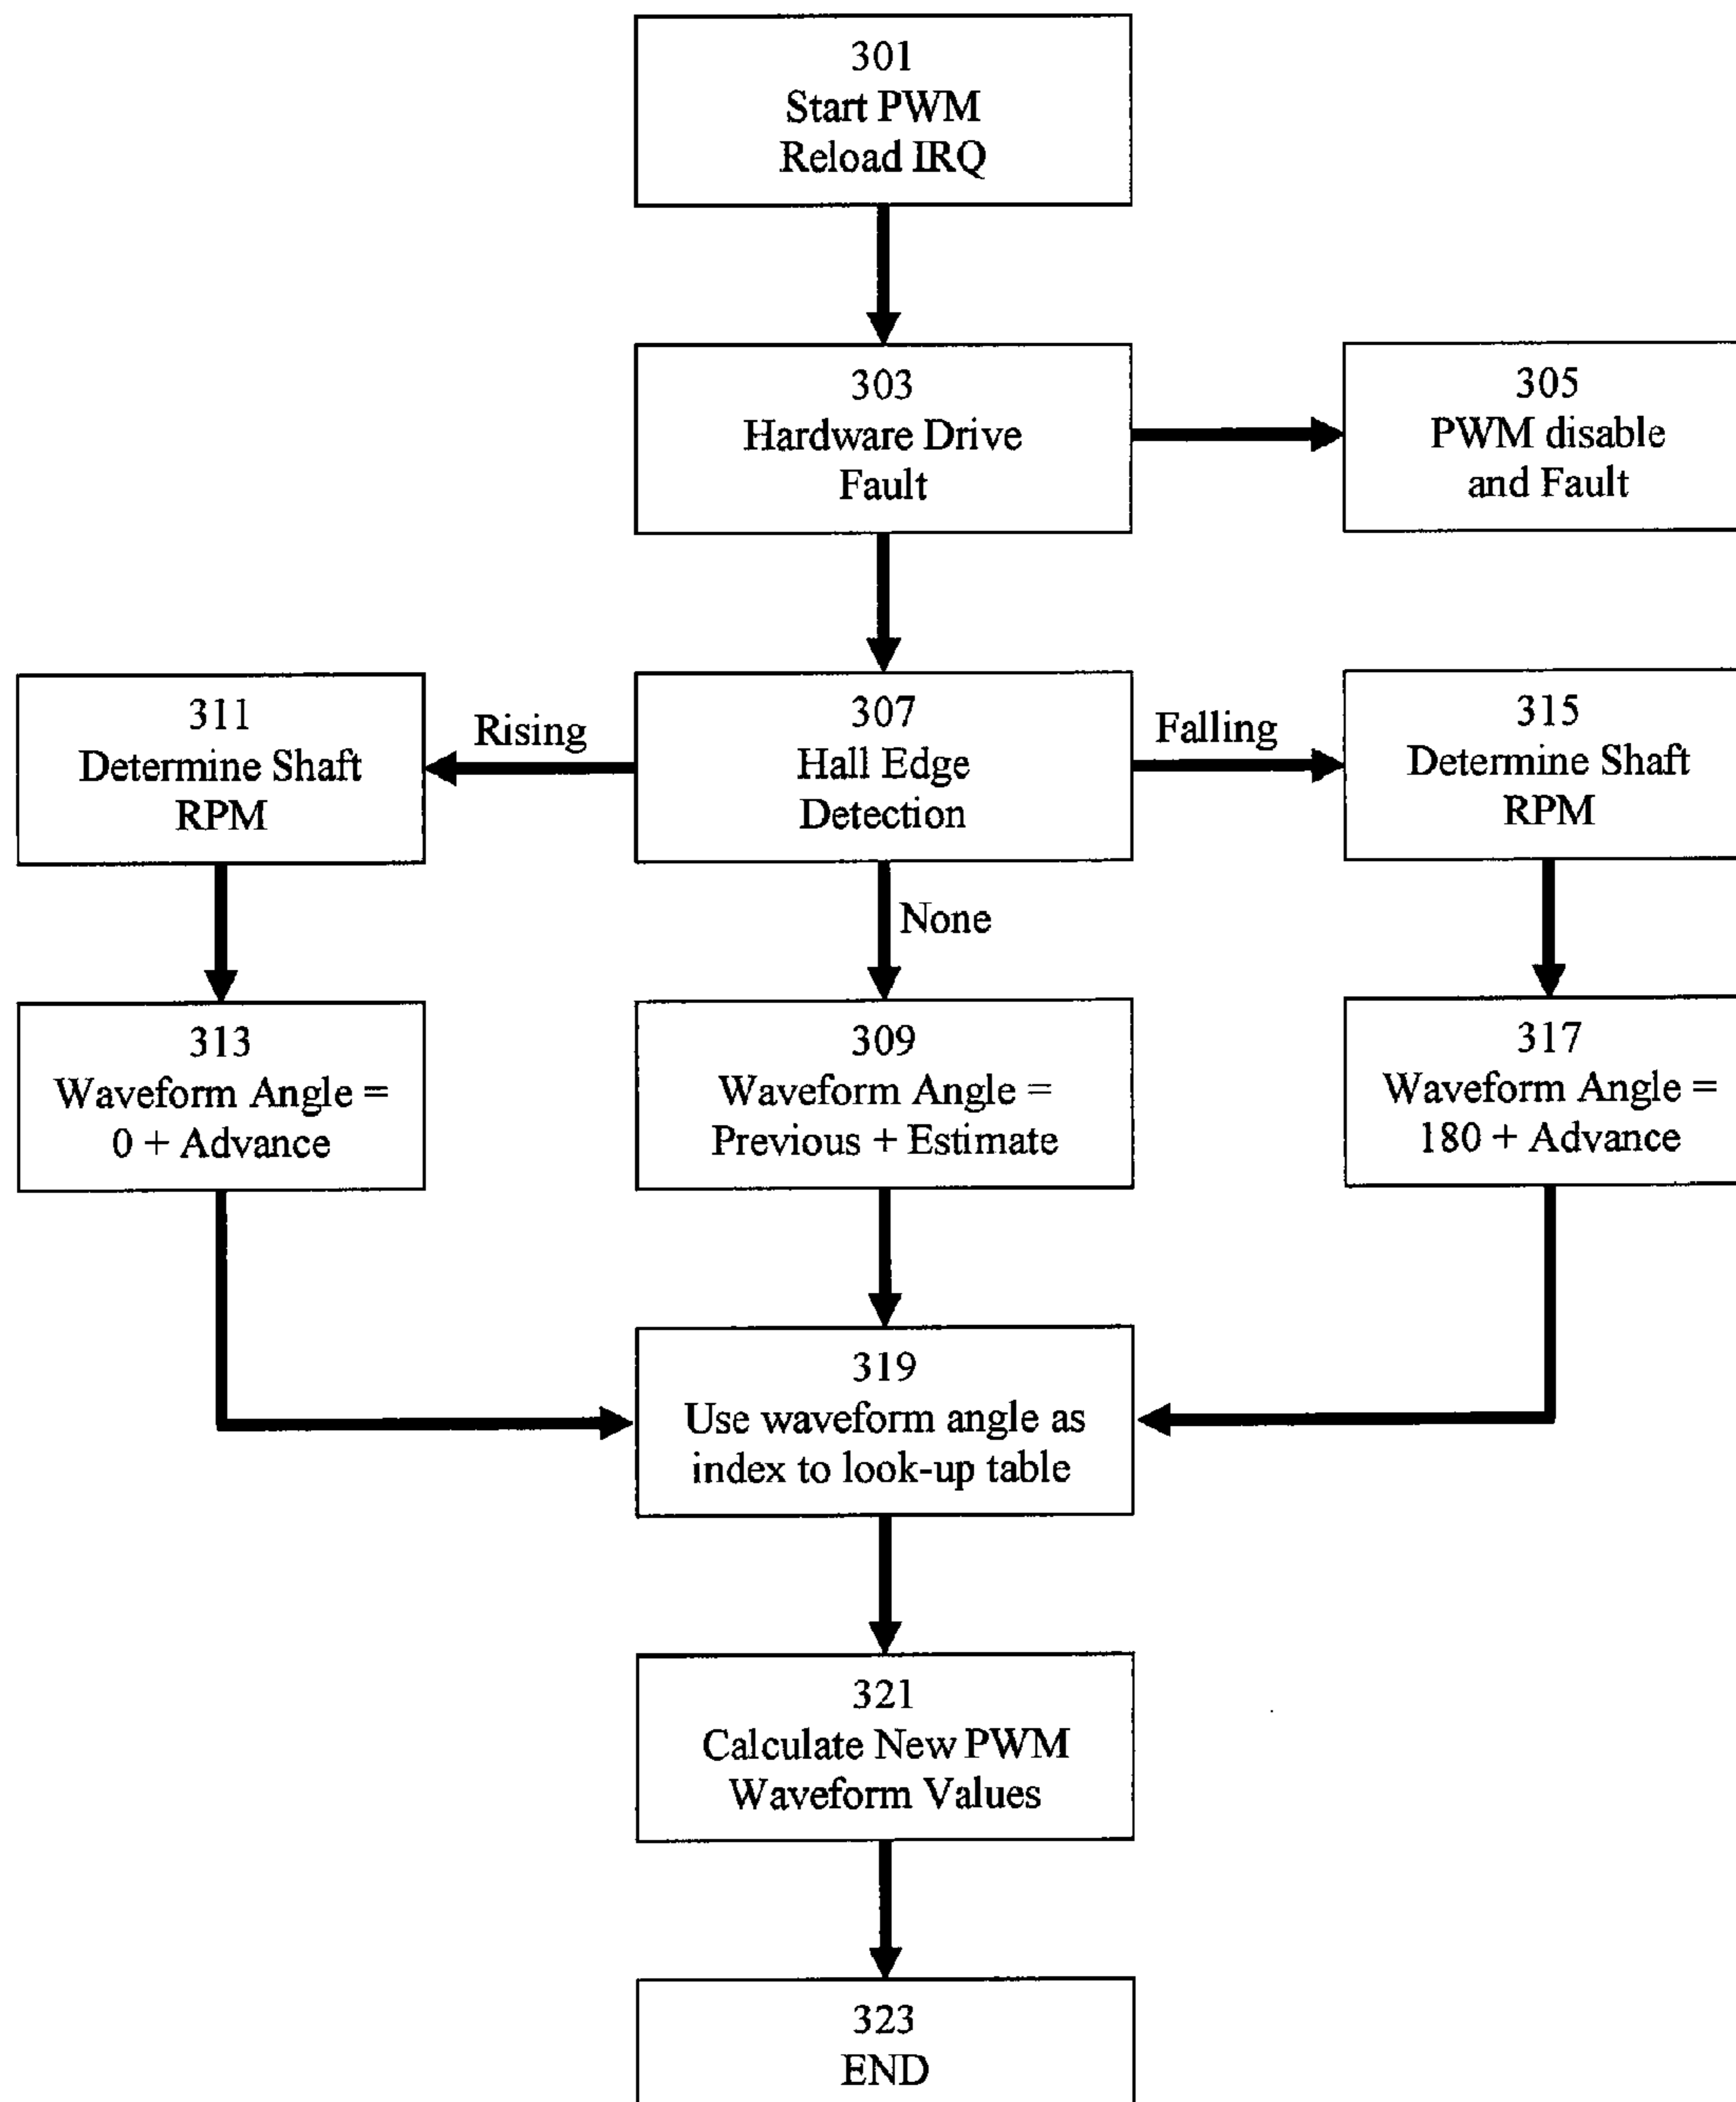 301
Start PWM
Reload IRQ
303
Hardware Drive
Fault
305
PWM disable
and Fault
311
Determine Shaft
RPM
Rising
307
Hall Edge
Detection
Falling
315
Determine Shaft
RPM
None
313
Waveform Angle =
0 + Advance
309
Waveform Angle =
Previous + Estimate
317
Waveform Angle =
180 + Advance
319
Use waveform angle as
index to look-up table
321
Calculate New PWM
Waveform Values
323
END